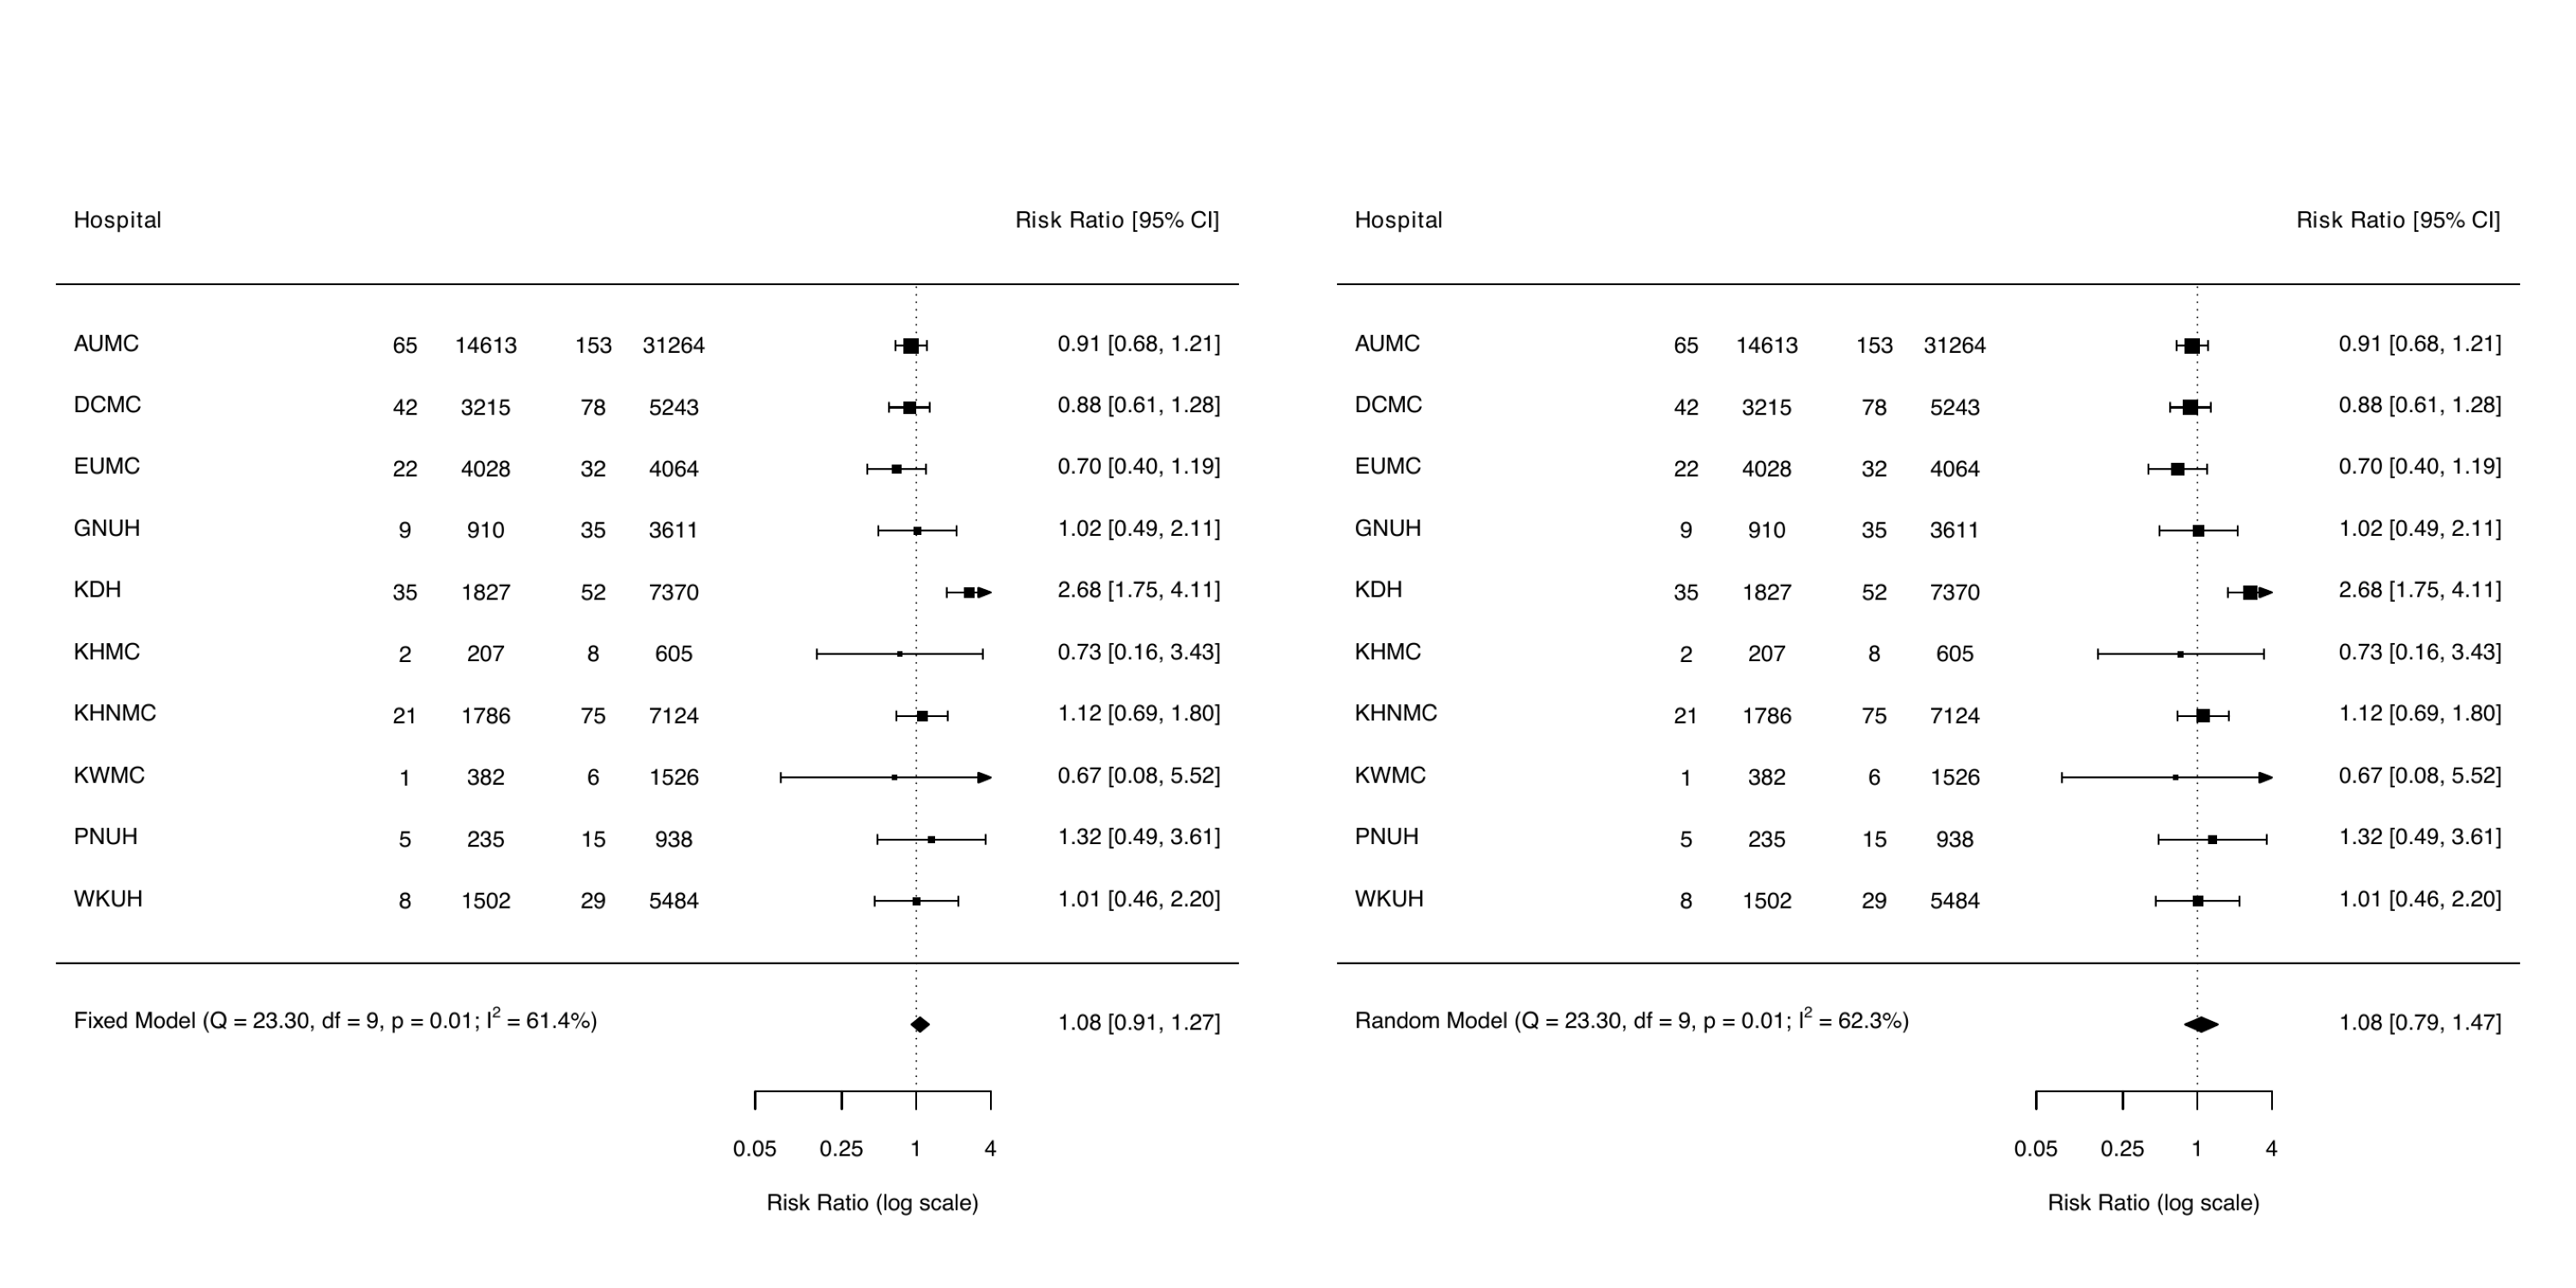 Hospital Risk Ratio [95% CI]
AUMC 65 14613 153 31264 0.91 [0.68, 1.21]
DCMC 42 3215 78 5243 0.88 [0.61, 1.28]
EUMC 22 4028 32 4064 0.70 [0.40, 1.19]
GNUH 9 910 35 3611 1.02 [0.49, 2.11]
KDH 35 1827 52 7370 2.68 [1.75, 4.11]
KHMC 2 207 8 605 0.73 [0.16, 3.43]
KHNMC 21 1786 75 7124 1.12 [0.69, 1.80]
KWMC 1 382 6 1526 0.67 [0.08, 5.52]
PNUH 5 235 15 938 1.32 [0.49, 3.61]
WKUH 8 1502 29 5484 1.01 [0.46, 2.20]
Fixed Model (Q = 23.30, df = 9, p = 0.01; I² = 61.4%) 1.08 [0.91, 1.27]
0.05 0.25 1 4
Risk Ratio (log scale)
Hospital Risk Ratio [95% CI]
AUMC 65 14613 153 31264 0.91 [0.68, 1.21]
DCMC 42 3215 78 5243 0.88 [0.61, 1.28]
EUMC 22 4028 32 4064 0.70 [0.40, 1.19]
GNUH 9 910 35 3611 1.02 [0.49, 2.11]
KDH 35 1827 52 7370 2.68 [1.75, 4.11]
KHMC 2 207 8 605 0.73 [0.16, 3.43]
KHNMC 21 1786 75 7124 1.12 [0.69, 1.80]
KWMC 1 382 6 1526 0.67 [0.08, 5.52]
PNUH 5 235 15 938 1.32 [0.49, 3.61]
WKUH 8 1502 29 5484 1.01 [0.46, 2.20]
Random Model (Q = 23.30, df = 9, p = 0.01; I² = 62.3%) 1.08 [0.79, 1.47]
0.05 0.25 1 4
Risk Ratio (log scale)